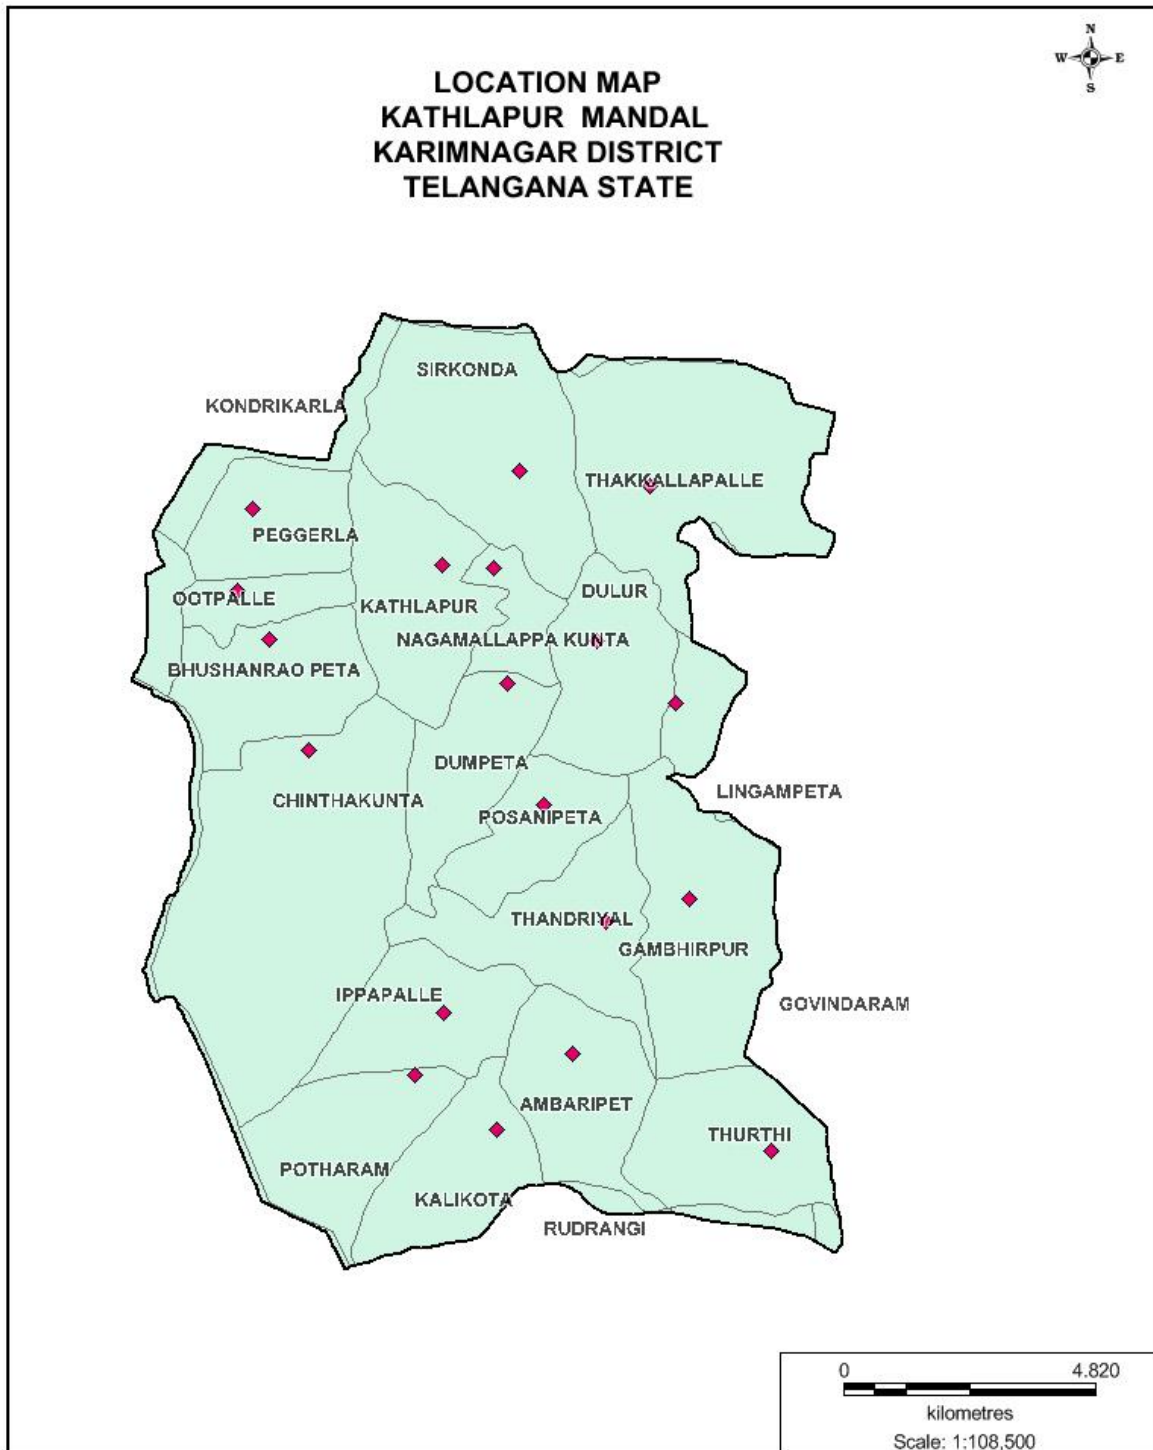 N
W E
S
LOCATION MAP
KATHLAPUR MANDAL
KARIMNAGAR DISTRICT
TELANGANA STATE
SIRKONDA
KONDRIKARLA
THAKKALLAPALLE
PEGGERLA
DULUR
OOTPALLE
KATHLAPUR
NAGAMALLAPPA KUNTA
BHUSHANRAO PETA
DUMPETA
LINGAMPETA
CHINTHAKUNTA
POSANIPETA
THANDRIYAL
GAMBHIRPUR
IPPAPALLE
GOVINDARAM
AMBARIPET
THURTHI
POTHARAM
KALIKOTA
RUDRANGI
0 4.820
kilometres
Scale: 1:108,500